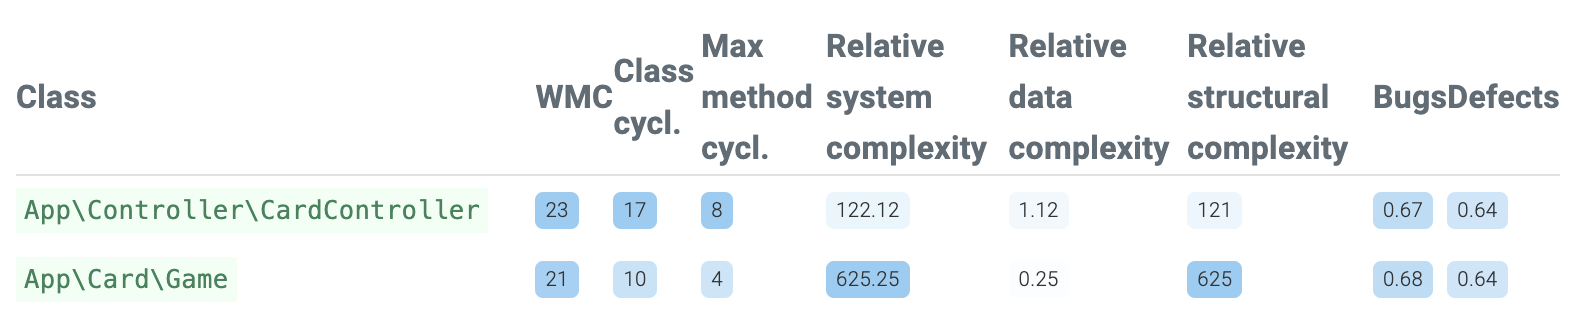 Class WMC Class cycl. Max method cycl. Relative system complexity Relative data complexity Relative structural complexity Bugs Defects
App\Controller\CardController 23 17 8 122.12 1.12 121 0.67 0.64
App\Card\Game 21 10 4 625.25 0.25 625 0.68 0.64